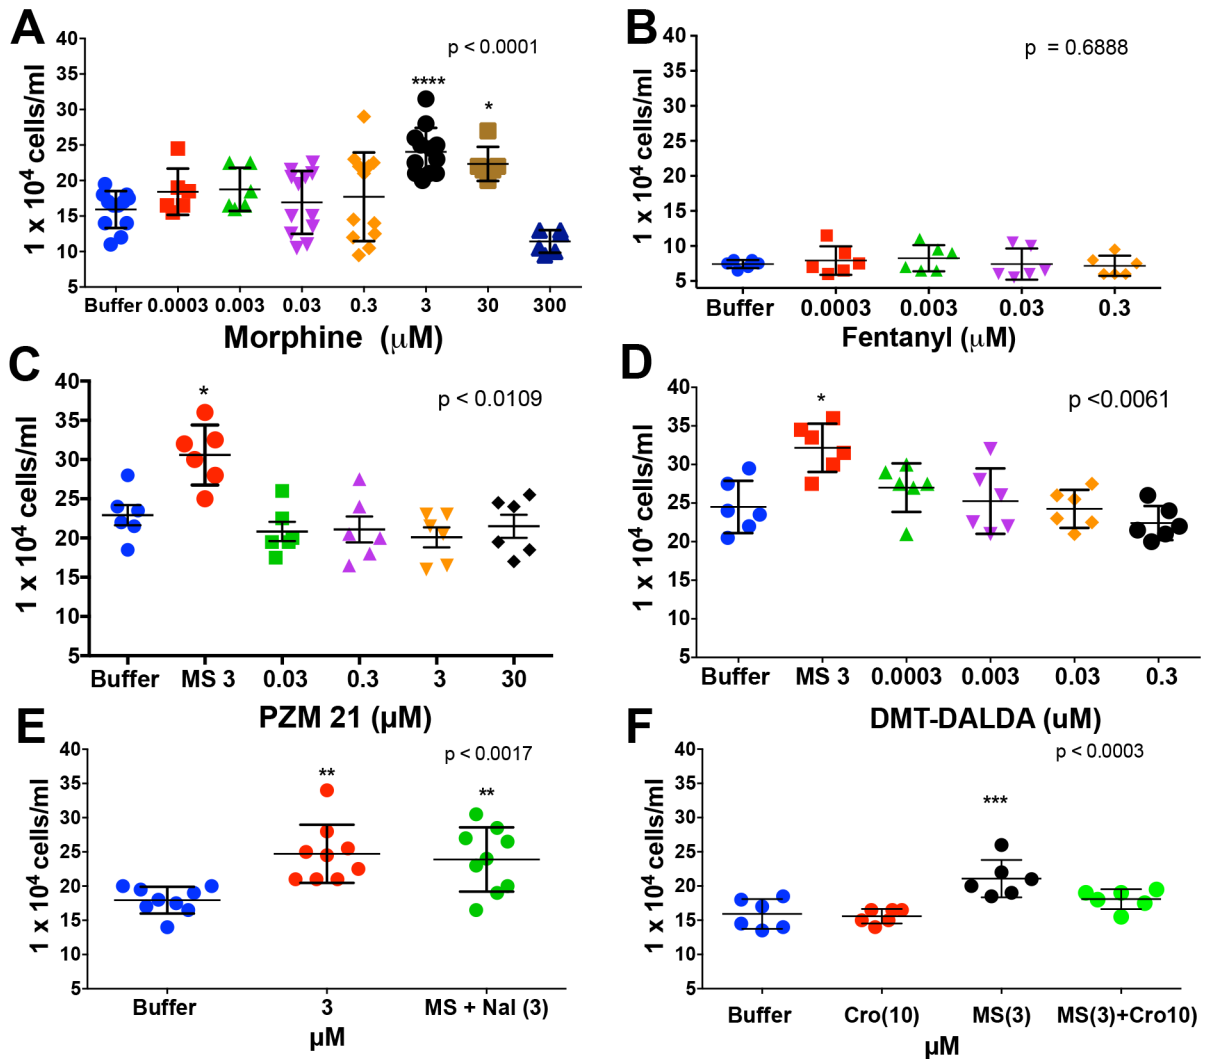 A
p < 0.0001
****
*
40
35
30
25
20
15
10
5
1 x 10⁴ cells/ml
Buffer 0.0003 0.003 0.03 0.3 3 30 300
Morphine (μM)
B
p = 0.6888
40
35
30
25
20
15
10
5
1 x 10⁴ cells/ml
Buffer 0.0003 0.003 0.03 0.3
Fentanyl (μM)
C
p < 0.0109
*
40
35
30
25
20
15
10
5
1 x 10⁴ cells/ml
Buffer MS 3 0.03 0.3 3 30
PZM 21 (μM)
D
p <0.0061
*
40
35
30
25
20
15
10
5
1 x 10⁴ cells/ml
Buffer MS 3 0.0003 0.003 0.03 0.3
DMT-DALDA (uM)
E
p < 0.0017
**
**
40
35
30
25
20
15
10
5
1 x 10⁴ cells/ml
Buffer 3 MS + Nal (3)
μM
F
p < 0.0003
***
40
35
30
25
20
15
10
5
1 x 10⁴ cells/ml
Buffer Cro(10) MS(3) MS(3)+Cro10)
μM